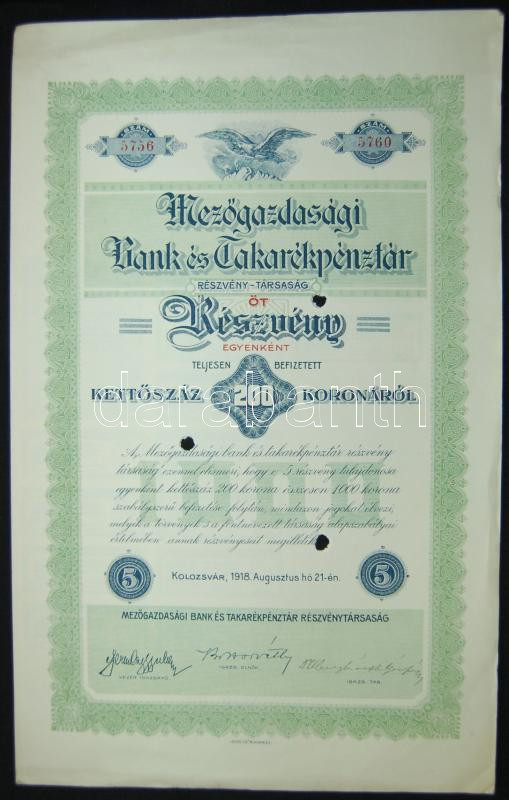 SZÁM SZÁM
5756 5760
Mezőgazdasági
Bank és Takarékpénztár
RÉSZVÉNY-TÁRSASÁG
ÖT
Részvény
EGYENKÉNT
TELJESEN BEFIZETETT
KETTŐSZÁZ 200 KORONÁRÓL
darabanth
A Mezőgazdasági bank és takarékpénztár részvény
társaság ezennel elismeri, hogy e 5 részvény tulajdonosa
egyenként kettőszáz 200 korona összesen 1000 korona
szabályszerű befizetése folytán, mindazon jogokat élvezi,
melyek a törvények s a fentnevezett társaság alapszabályai
értelmében annak részvényeseit megilletik.
5 KOLOZSVÁR, 1918. Augusztus hó 21-én. 5
MEZŐGAZDASÁGI BANK ÉS TAKARÉKPÉNZTÁR RÉSZVÉNYTÁRSASÁG
VEZÉR IGAZGATÓ IGAZG. ELNÖK IGAZG. TAG